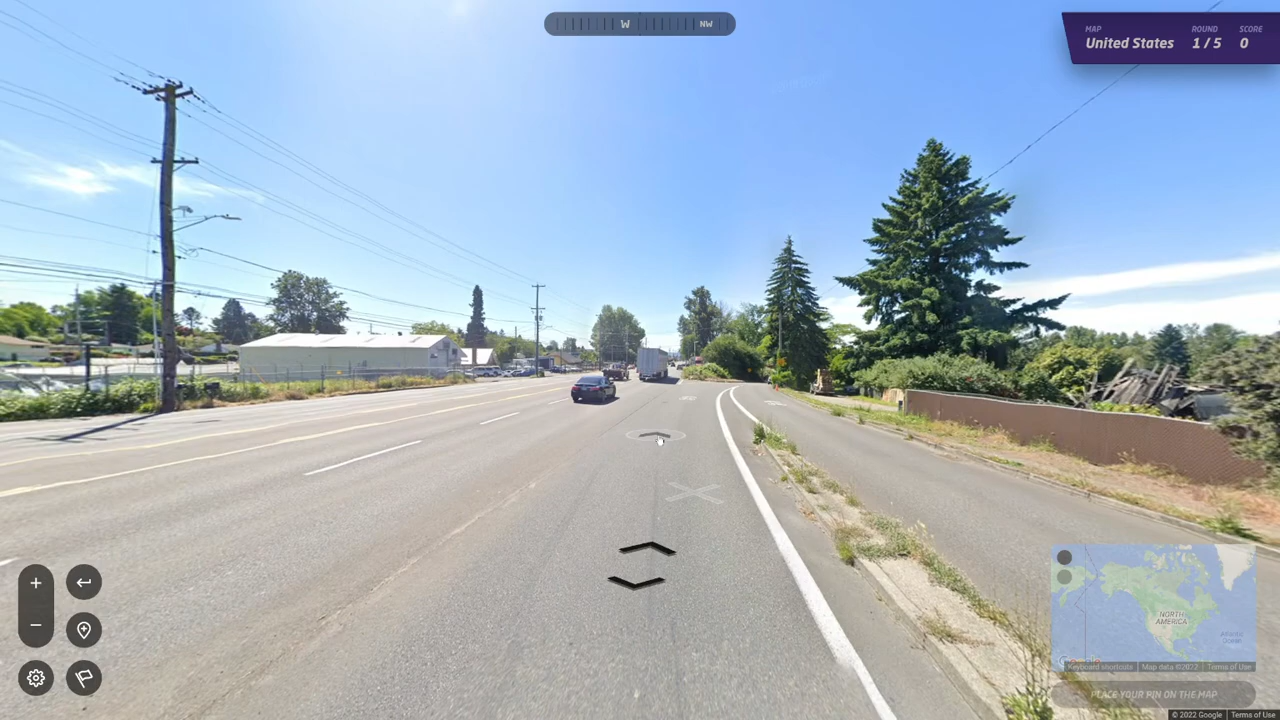 W
NW
MAP
ROUND
SCORE
United States
1 / 5
0
+
−
NORTH
AMERICA
Atlantic
Ocean
Google
Keyboard shortcuts
Map data ©2022
Terms of Use
PLACE YOUR PIN ON THE MAP
© 2022 Google
Terms of Use